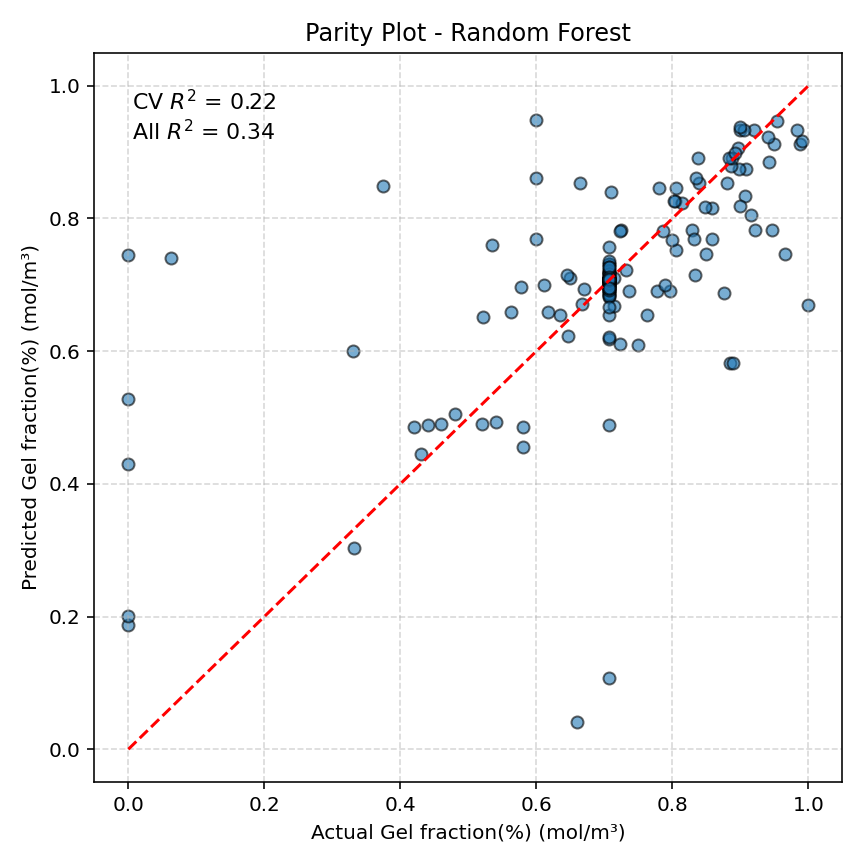 Parity Plot - Random Forest
CV R² = 0.22
All R² = 0.34
1.0
0.8
0.6
0.4
0.2
0.0
Predicted Gel fraction(%) (mol/m³)
0.0 0.2 0.4 0.6 0.8 1.0
Actual Gel fraction(%) (mol/m³)